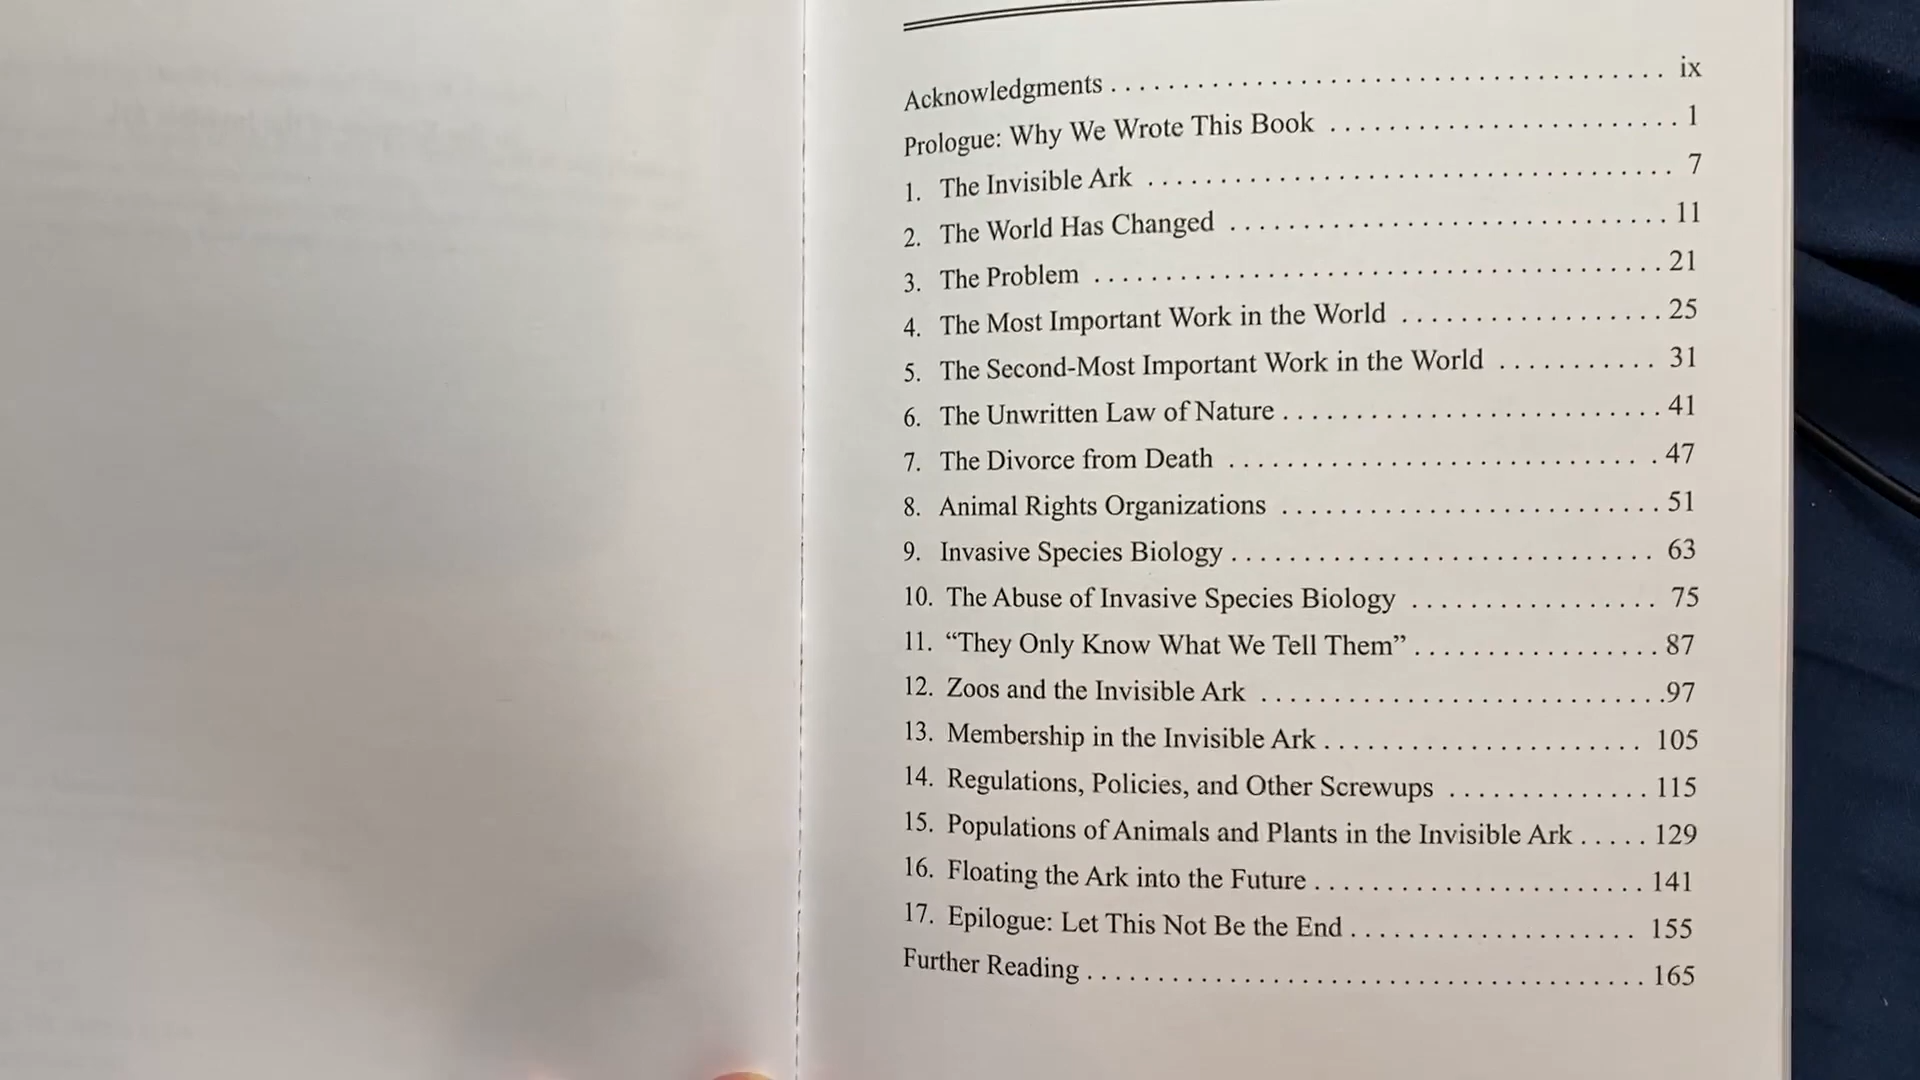 Acknowledgments . . . . . . . . . . . . . . . . . . . . . . . . . . . . . . . . . . . . . . . ix
Prologue: Why We Wrote This Book . . . . . . . . . . . . . . . . . . . . . . . . 1
1. The Invisible Ark . . . . . . . . . . . . . . . . . . . . . . . . . . . . . . . . . . . . . 7
2. The World Has Changed . . . . . . . . . . . . . . . . . . . . . . . . . . . . . . . 11
3. The Problem . . . . . . . . . . . . . . . . . . . . . . . . . . . . . . . . . . . . . . . . 21
4. The Most Important Work in the World . . . . . . . . . . . . . . . . . . 25
5. The Second-Most Important Work in the World . . . . . . . . . . . 31
6. The Unwritten Law of Nature . . . . . . . . . . . . . . . . . . . . . . . . . . . 41
7. The Divorce from Death . . . . . . . . . . . . . . . . . . . . . . . . . . . . . . 47
8. Animal Rights Organizations . . . . . . . . . . . . . . . . . . . . . . . . . . 51
9. Invasive Species Biology . . . . . . . . . . . . . . . . . . . . . . . . . . . . . 63
10. The Abuse of Invasive Species Biology . . . . . . . . . . . . . . . . . 75
11. “They Only Know What We Tell Them” . . . . . . . . . . . . . . . . . 87
12. Zoos and the Invisible Ark . . . . . . . . . . . . . . . . . . . . . . . . . . . .97
13. Membership in the Invisible Ark . . . . . . . . . . . . . . . . . . . . . . 105
14. Regulations, Policies, and Other Screwups . . . . . . . . . . . . . . 115
15. Populations of Animals and Plants in the Invisible Ark . . . . . 129
16. Floating the Ark into the Future . . . . . . . . . . . . . . . . . . . . . . . 141
17. Epilogue: Let This Not Be the End . . . . . . . . . . . . . . . . . . . . 155
Further Reading . . . . . . . . . . . . . . . . . . . . . . . . . . . . . . . . . . . . . . . 165